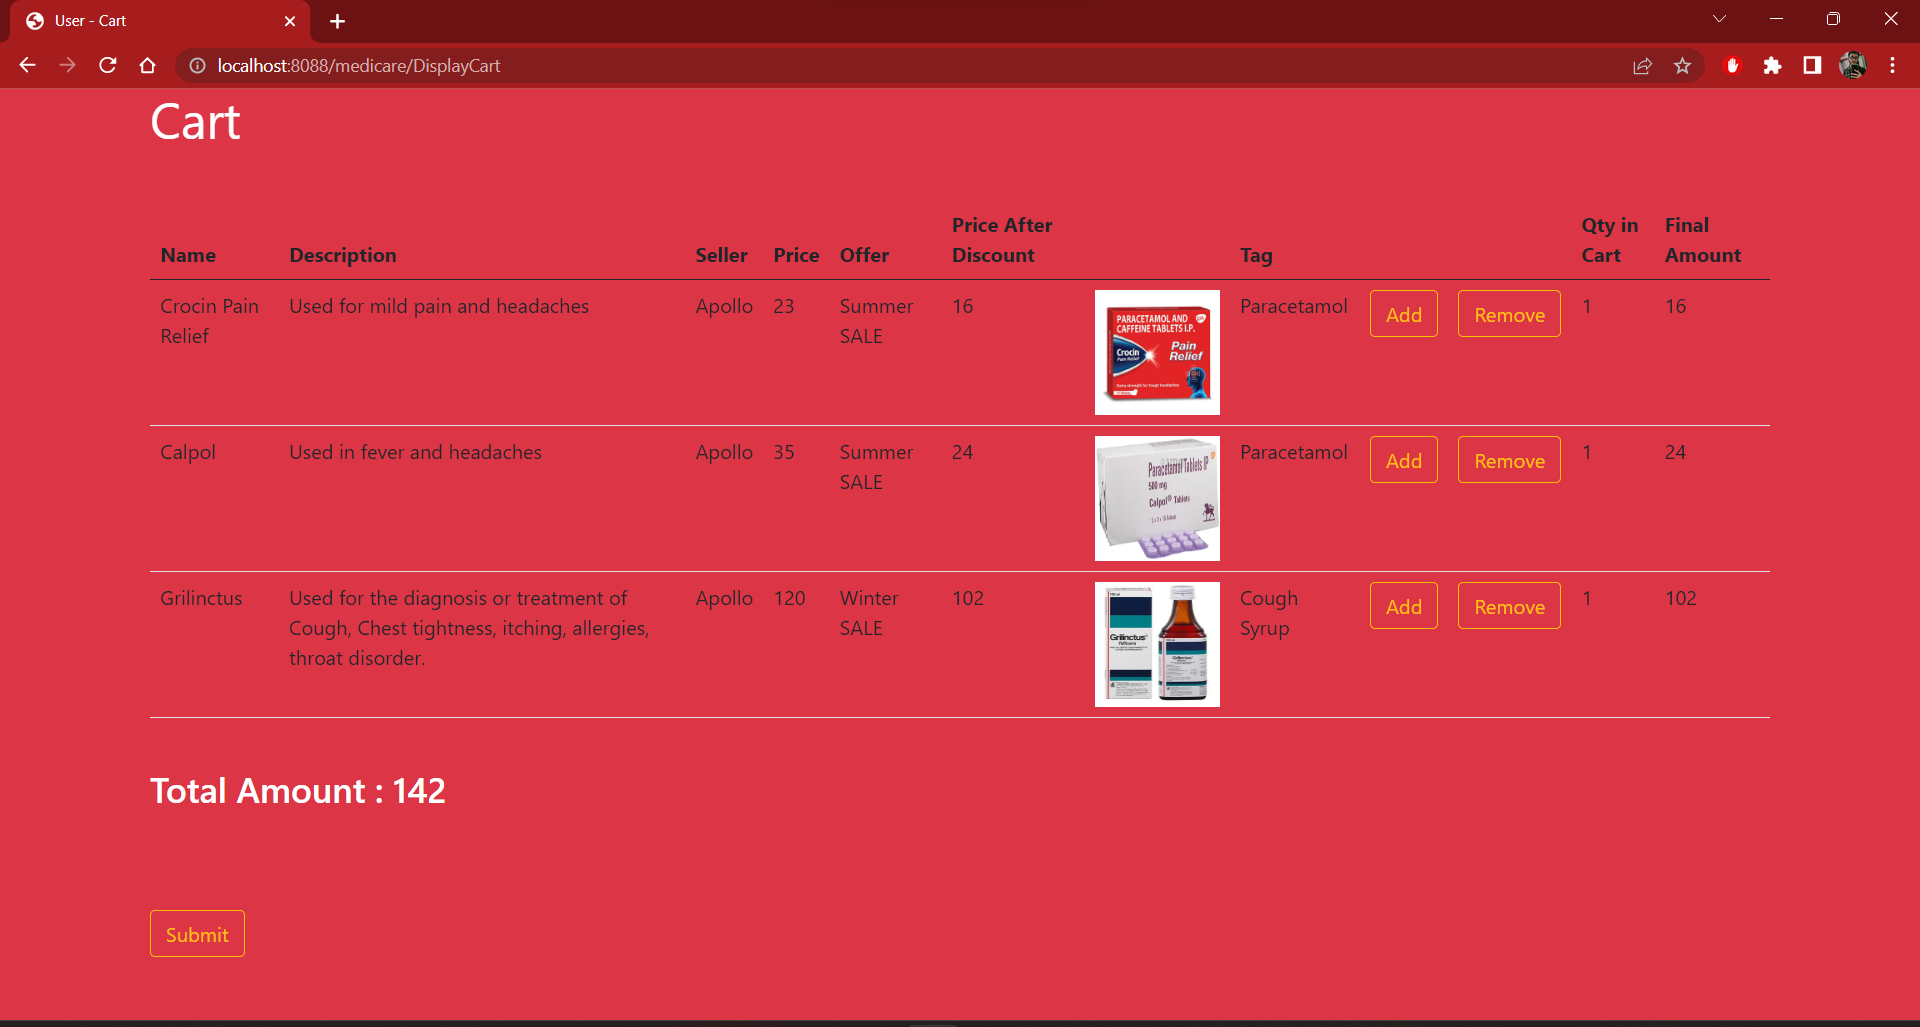 User - Cart
localhost:8088/medicare/DisplayCart
Cart
Name Description Seller Price Offer Price After Discount Tag Qty in Cart Final Amount
Crocin Pain Relief Used for mild pain and headaches Apollo 23 Summer SALE 16 Paracetamol Add Remove 1 16
PARACETAMOL AND
CAFFEINE TABLETS I.P.
Crocin
Pain Relief
Pain
Relief
Calpol Used in fever and headaches Apollo 35 Summer SALE 24 Paracetamol Add Remove 1 24
Paracetamol Tablets IP
500 mg
Calpol® Tablets
Grilinctus Used for the diagnosis or treatment of Apollo 120 Winter SALE 102 Cough Syrup Add Remove 1 102
Cough, Chest tightness, itching, allergies,
throat disorder.
Grilinctus®
Grilinctus
Total Amount : 142
Submit